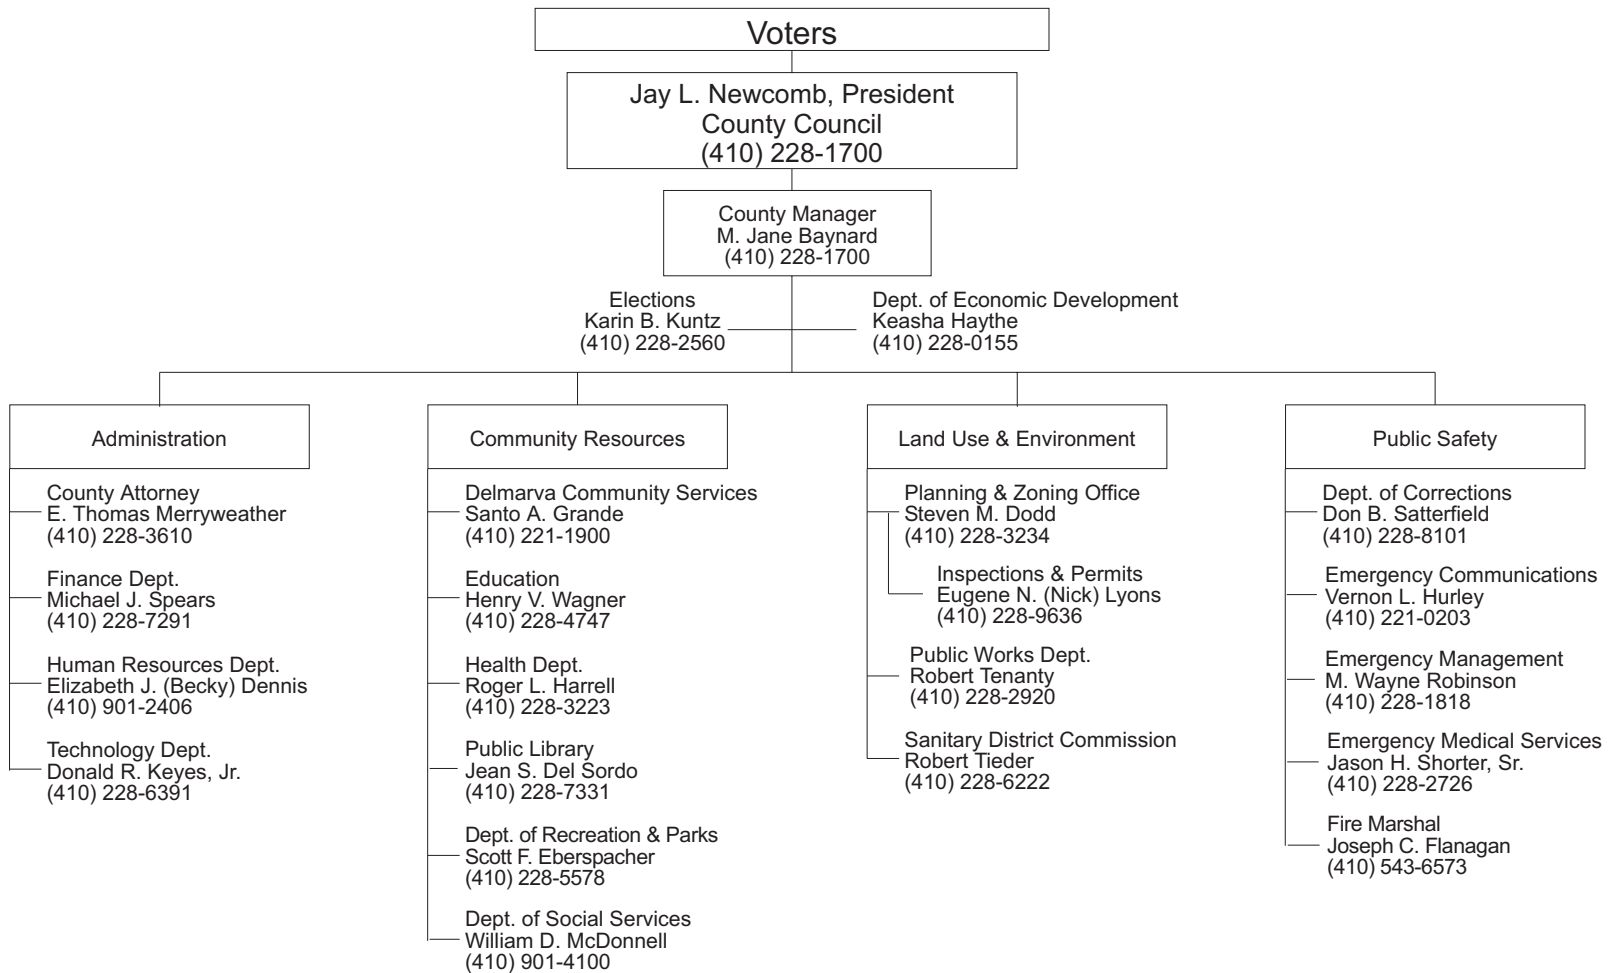 Voters
Jay L. Newcomb, President
County Council
(410) 228-1700
County Manager
M. Jane Baynard
(410) 228-1700
Elections
Karin B. Kuntz
(410) 228-2560
Dept. of Economic Development
Keasha Haythe
(410) 228-0155
Administration
County Attorney
E. Thomas Merryweather
(410) 228-3610
Finance Dept.
Michael J. Spears
(410) 228-7291
Human Resources Dept.
Elizabeth J. (Becky) Dennis
(410) 901-2406
Technology Dept.
Donald R. Keyes, Jr.
(410) 228-6391
Community Resources
Delmarva Community Services
Santo A. Grande
(410) 221-1900
Education
Henry V. Wagner
(410) 228-4747
Health Dept.
Roger L. Harrell
(410) 228-3223
Public Library
Jean S. Del Sordo
(410) 228-7331
Dept. of Recreation & Parks
Scott F. Eberspacher
(410) 228-5578
Dept. of Social Services
William D. McDonnell
(410) 901-4100
Land Use & Environment
Planning & Zoning Office
Steven M. Dodd
(410) 228-3234
Inspections & Permits
Eugene N. (Nick) Lyons
(410) 228-9636
Public Works Dept.
Robert Tenanty
(410) 228-2920
Sanitary District Commission
Robert Tieder
(410) 228-6222
Public Safety
Dept. of Corrections
Don B. Satterfield
(410) 228-8101
Emergency Communications
Vernon L. Hurley
(410) 221-0203
Emergency Management
M. Wayne Robinson
(410) 228-1818
Emergency Medical Services
Jason H. Shorter, Sr.
(410) 228-2726
Fire Marshal
Joseph C. Flanagan
(410) 543-6573